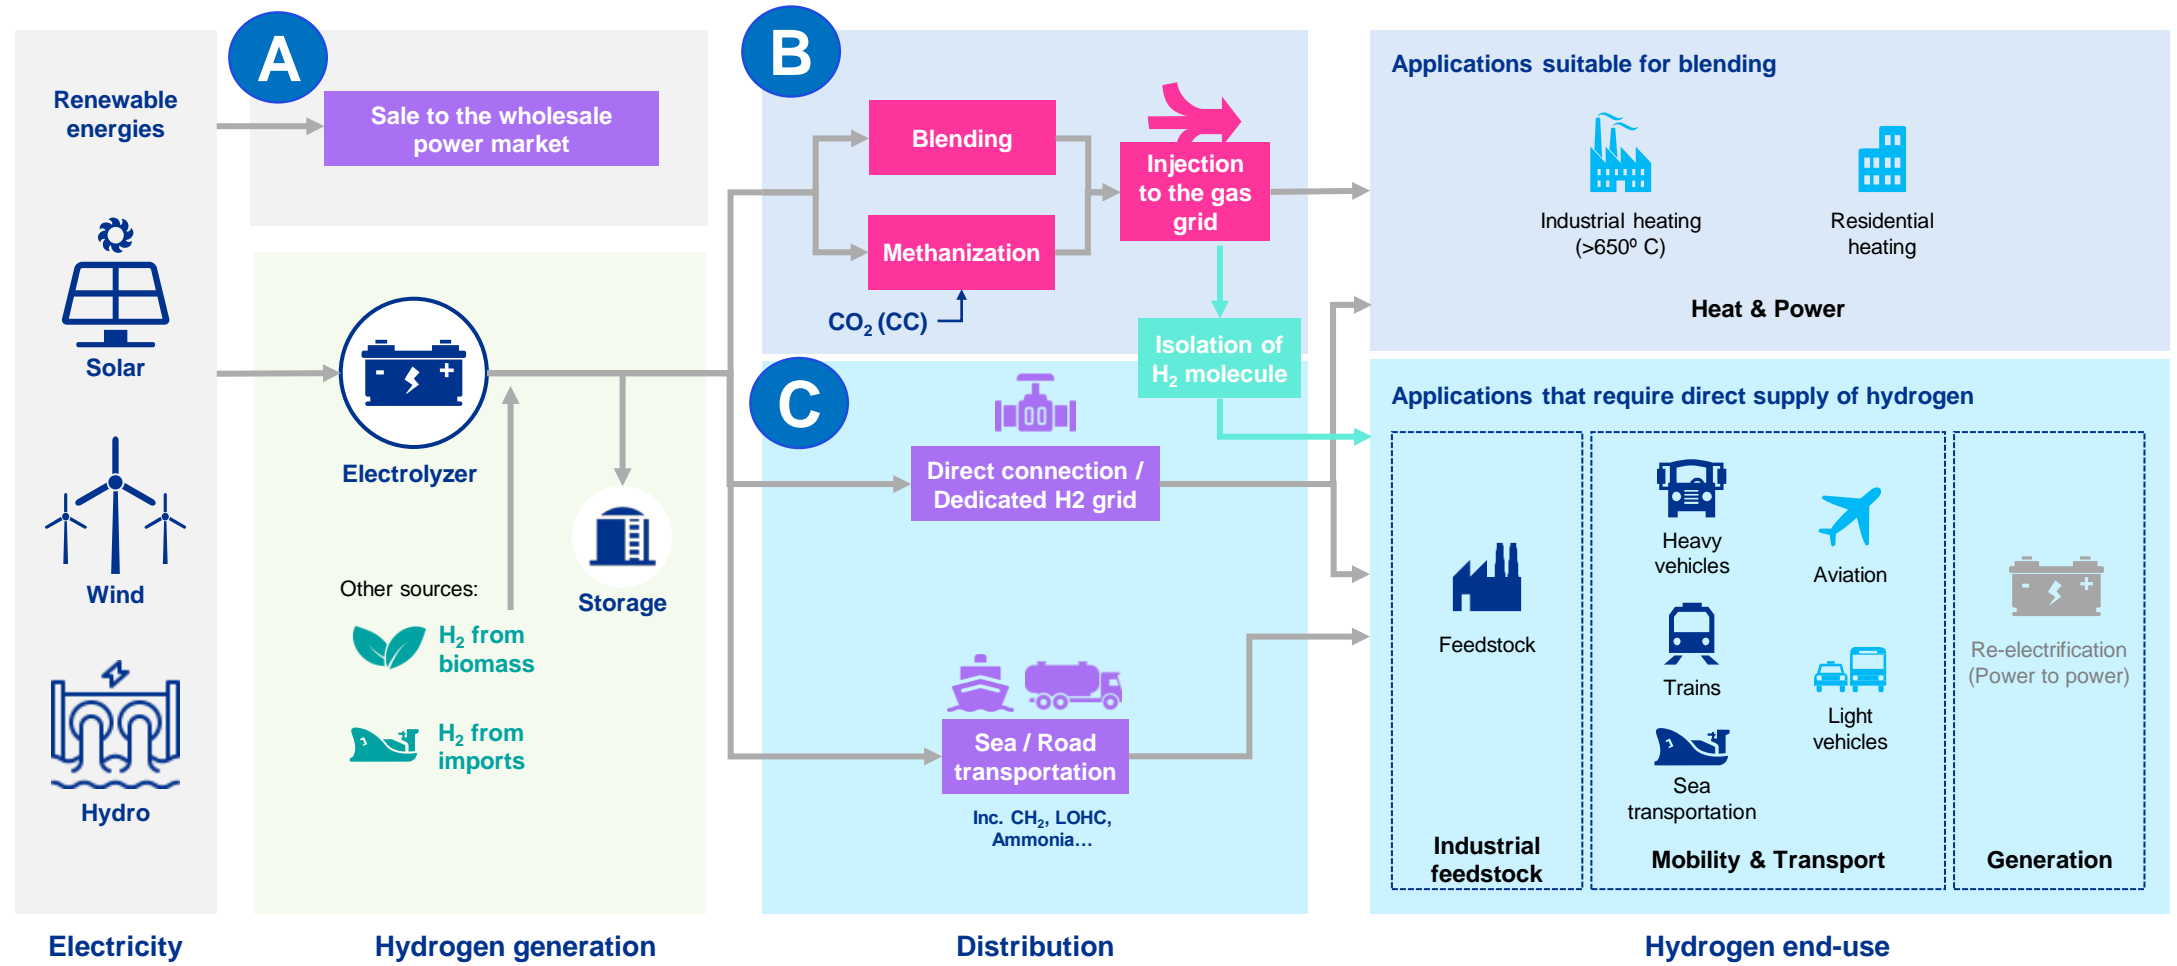 A
B
C
Renewable
energies
Solar
Wind
Hydro
Electricity
Sale to the wholesale
power market
Electrolyzer
Other sources:
H₂ from
biomass
H₂ from
imports
Storage
Hydrogen generation
Blending
Methanization
CO₂ (CC)
Injection
to the gas
grid
Isolation of
H₂ molecule
Direct connection /
Dedicated H2 grid
Sea / Road
transportation
Inc. CH₂, LOHC,
Ammonia…
Distribution
Applications suitable for blending
Industrial heating
(>650º C)
Residential
heating
Heat & Power
Applications that require direct supply of hydrogen
Feedstock
Industrial
feedstock
Heavy
vehicles
Aviation
Trains
Light
vehicles
Sea
transportation
Mobility & Transport
Re-electrification
(Power to power)
Generation
Hydrogen end-use